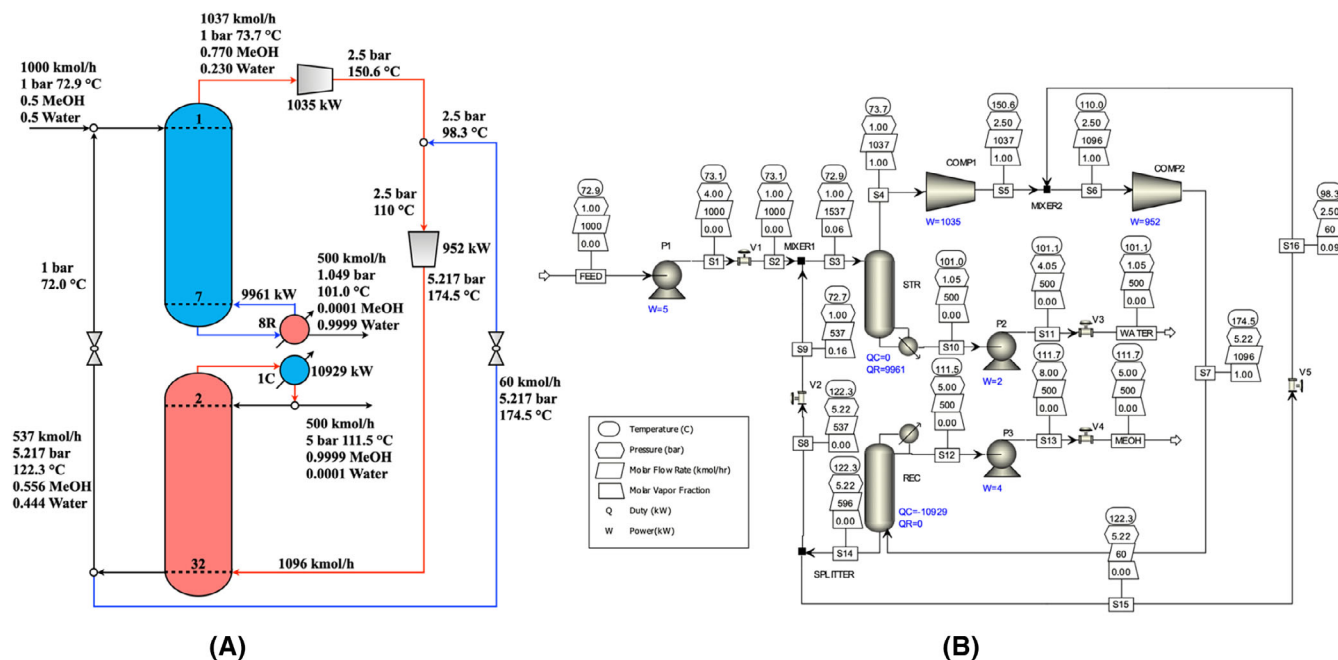 1037 kmol/h
1 bar 73.7 °C
0.770 MeOH
0.230 Water
2.5 bar
150.6 °C
1000 kmol/h
1 bar 72.9 °C
0.5 MeOH
0.5 Water
1
1035 kW
2.5 bar
98.3 °C
2.5 bar
110 °C
952 kW
5.217 bar
174.5 °C
1 bar
72.0 °C
7
9961 kW
8R
500 kmol/h
1.049 bar
101.0 °C
0.0001 MeOH
0.9999 Water
1C
10929 kW
2
60 kmol/h
5.217 bar
174.5 °C
500 kmol/h
5 bar 111.5 °C
0.9999 MeOH
0.0001 Water
537 kmol/h
5.217 bar
122.3 °C
0.556 MeOH
0.444 Water
32
1096 kmol/h
(A)
72.9
1.00
1000
0.00
FEED
P1
W=5
73.1
4.00
1000
0.00
S1
V1
73.1
1.00
1000
0.00
S2
MIXER1
72.9
1.00
1537
0.06
S3
73.7
1.00
1037
1.00
S4
COMP1
W=1035
150.6
2.50
1037
1.00
S5
MIXER2
110.0
2.50
1096
1.00
S6
COMP2
W=952
98.3
2.50
60
0.09
S16
STR
QC=0
QR=9961
101.0
1.05
500
0.00
S10
P2
W=2
101.1
4.05
500
0.00
S11
V3
101.1
1.05
500
0.00
WATER
174.5
5.22
1096
1.00
S7
V5
72.7
1.00
537
0.16
S9
V2
122.3
5.22
537
0.00
S8
111.5
5.00
500
0.00
S12
P3
W=4
111.7
8.00
500
0.00
S13
V4
111.7
5.00
500
0.00
MEOH
REC
QC=-10929
QR=0
122.3
5.22
596
0.00
S14
SPLITTER
122.3
5.22
60
0.00
S15
Temperature (C)
Pressure (bar)
Molar Flow Rate (kmol/hr)
Molar Vapor Fraction
Q Duty (kW)
W Power(kW)
(B)